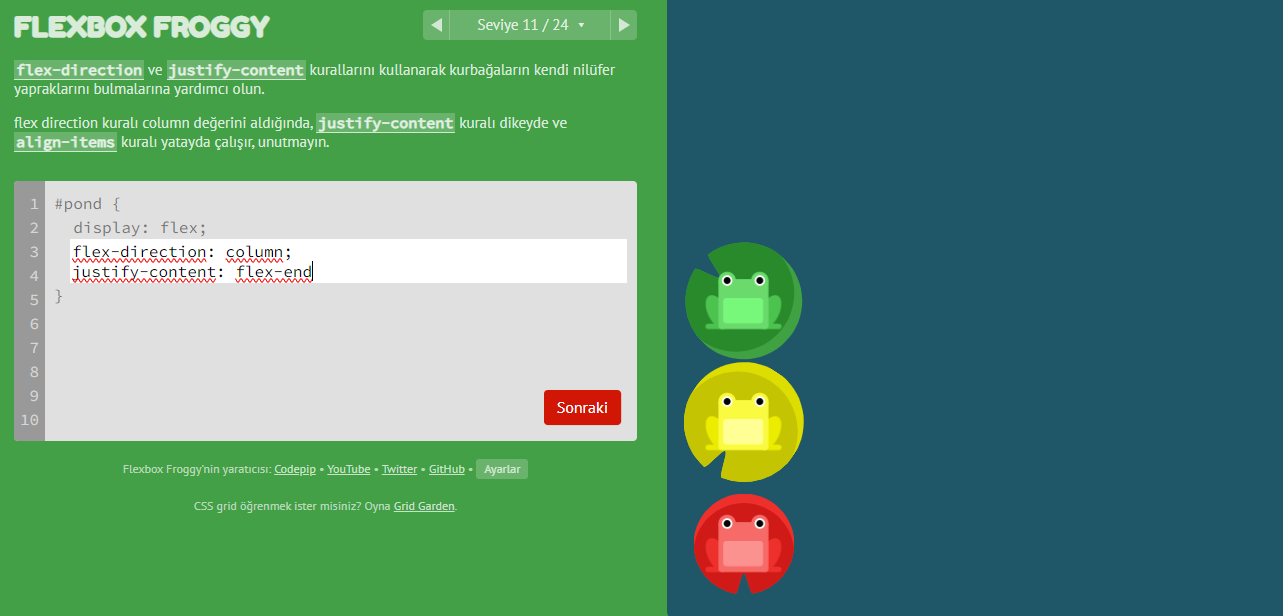 FLEXBOX FROGGY
Seviye 11 / 24
flex-direction ve justify-content kurallarını kullanarak kurbağaların kendi nilüfer
yapraklarını bulmalarına yardımcı olun.
flex direction kuralı column değerini aldığında, justify-content kuralı dikeyde ve
align-items kuralı yatayda çalışır, unutmayın.
1 #pond {
2 display: flex;
3 flex-direction: column;
4 justify-content: flex-end
5 }
6
7
8
9
10
Sonraki
Flexbox Froggy'nin yaratıcısı: Codepip • YouTube • Twitter • GitHub • Ayarlar
CSS grid öğrenmek ister misiniz? Oyna Grid Garden.